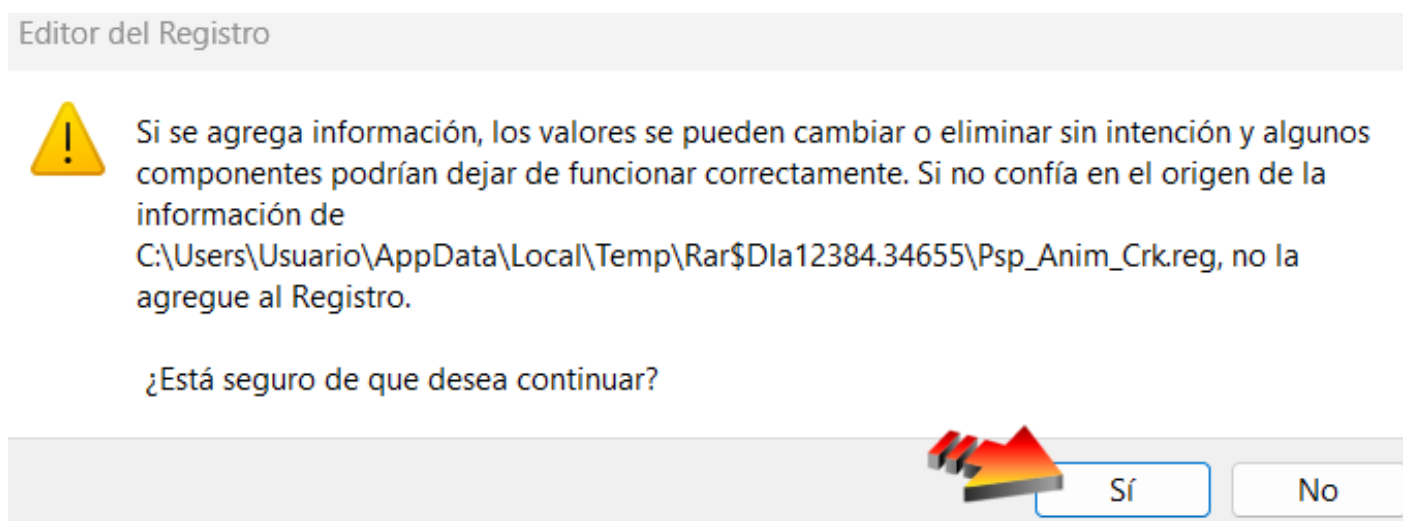 Editor del Registro
Si se agrega información, los valores se pueden cambiar o eliminar sin intención y algunos
componentes podrían dejar de funcionar correctamente. Si no confía en el origen de la
información de
C:\Users\Usuario\AppData\Local\Temp\Rar$DIa12384.34655\Psp_Anim_Crk.reg, no la
agregue al Registro.
¿Está seguro de que desea continuar?
Sí
No